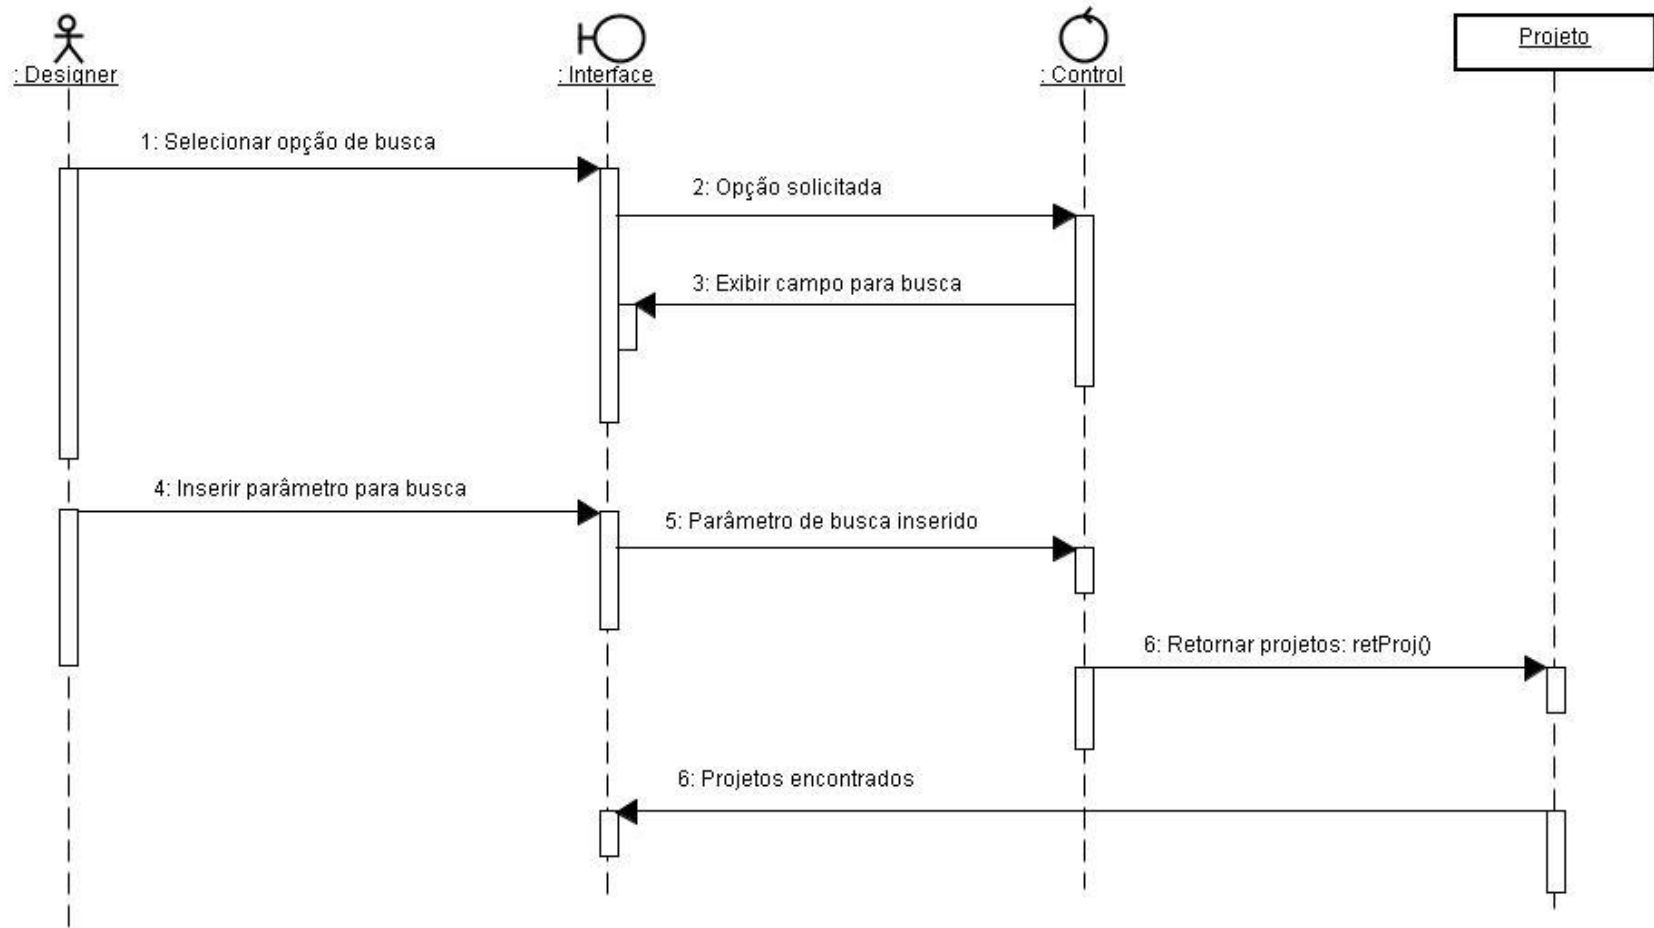 : Designer
: Interface
: Control
Projeto
1: Selecionar opção de busca
2: Opção solicitada
3: Exibir campo para busca
4: Inserir parâmetro para busca
5: Parâmetro de busca inserido
6: Retornar projetos: retProj()
6: Projetos encontrados